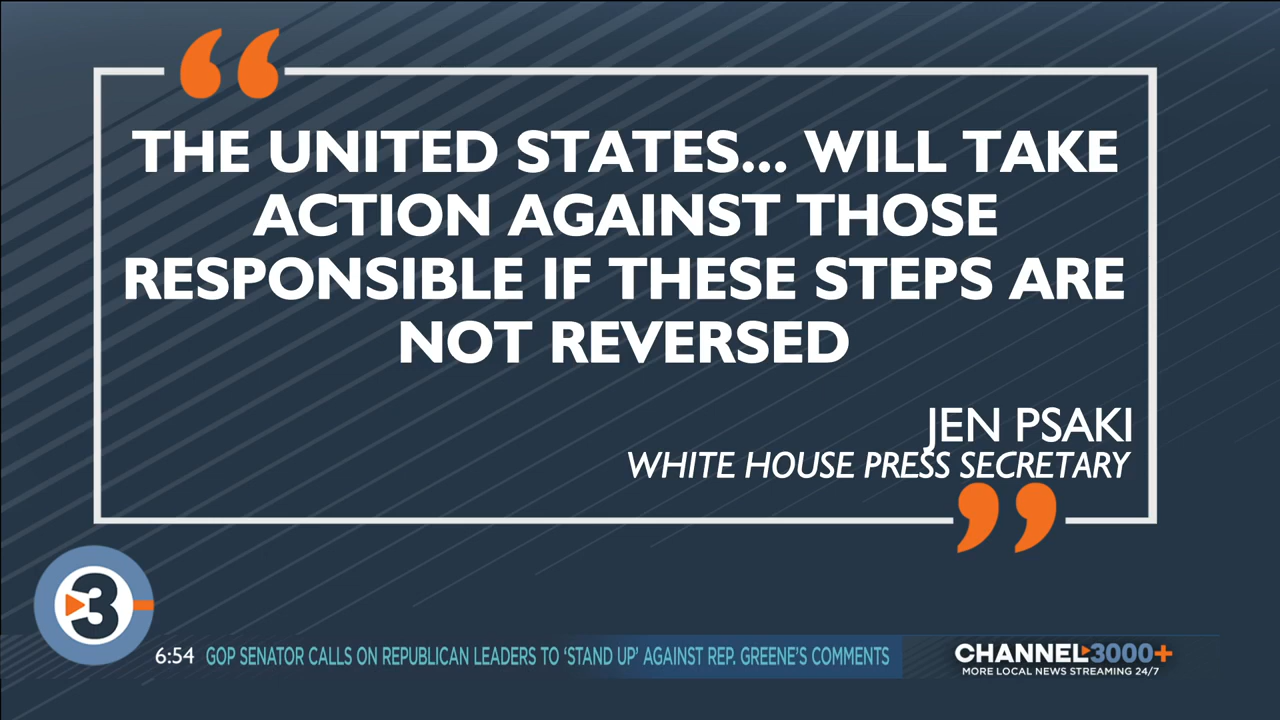 THE UNITED STATES... WILL TAKE
ACTION AGAINST THOSE
RESPONSIBLE IF THESE STEPS ARE
NOT REVERSED
JEN PSAKI
WHITE HOUSE PRESS SECRETARY
3
6:54 GOP SENATOR CALLS ON REPUBLICAN LEADERS TO ‘STAND UP’ AGAINST REP. GREENE’S COMMENTS
CHANNEL3000+
MORE LOCAL NEWS STREAMING 24/7